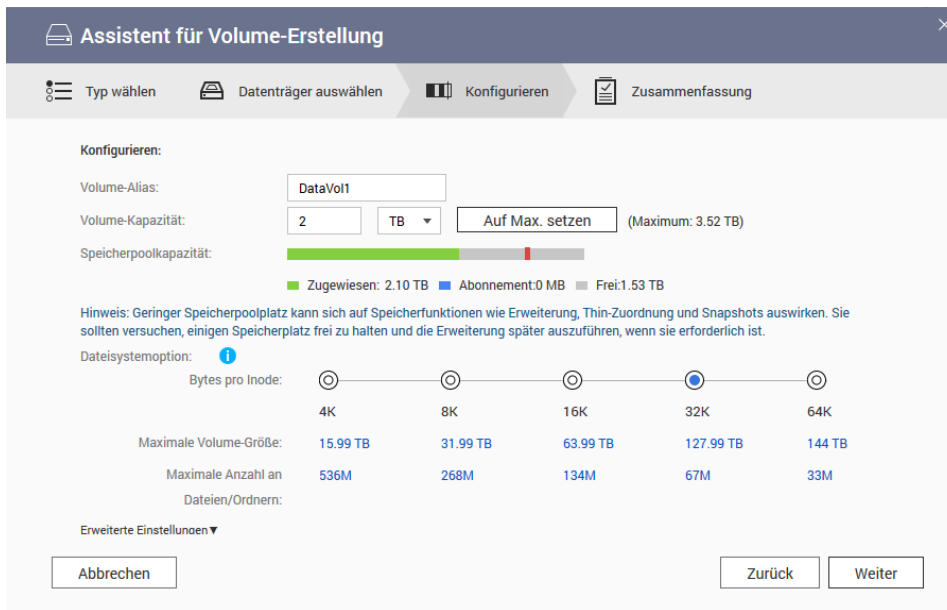 Assistent für Volume-Erstellung
Typ wählen Datenträger auswählen Konfigurieren Zusammenfassung
Konfigurieren:
Volume-Alias: DataVol1
Volume-Kapazität: 2 TB Auf Max. setzen (Maximum: 3.52 TB)
Speicherpoolkapazität:
Zugewiesen: 2.10 TB Abonnement:0 MB Frei:1.53 TB
Hinweis: Geringer Speicherpoolplatz kann sich auf Speicherfunktionen wie Erweiterung, Thin-Zuordnung und Snapshots auswirken. Sie
sollten versuchen, einigen Speicherplatz frei zu halten und die Erweiterung später auszuführen, wenn sie erforderlich ist.
Dateisystemoption:
Bytes pro Inode:
4K 8K 16K 32K 64K
Maximale Volume-Größe: 15.99 TB 31.99 TB 63.99 TB 127.99 TB 144 TB
Maximale Anzahl an 536M 268M 134M 67M 33M
Dateien/Ordnern:
Erweiterte Einstellungen▼
Abbrechen Zurück Weiter